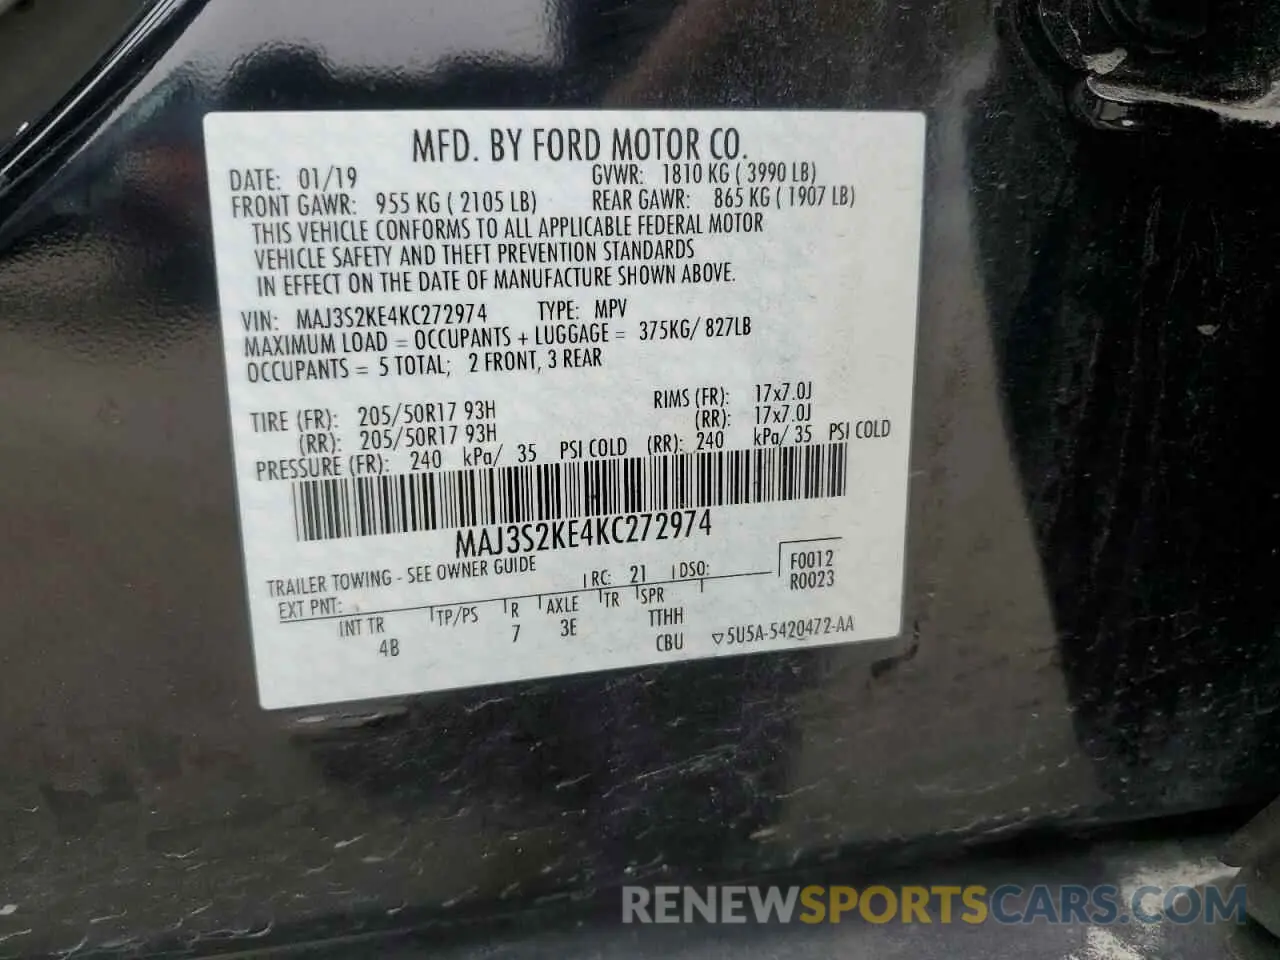 MFD. BY FORD MOTOR CO.
DATE: 01/19 GVWR: 1810 KG ( 3990 LB)
FRONT GAWR: 955 KG ( 2105 LB) REAR GAWR: 865 KG ( 1907 LB)
THIS VEHICLE CONFORMS TO ALL APPLICABLE FEDERAL MOTOR
VEHICLE SAFETY AND THEFT PREVENTION STANDARDS
IN EFFECT ON THE DATE OF MANUFACTURE SHOWN ABOVE.
VIN: MAJ3S2KE4KC272974 TYPE: MPV
MAXIMUM LOAD = OCCUPANTS + LUGGAGE = 375KG/ 827LB
OCCUPANTS = 5 TOTAL; 2 FRONT, 3 REAR
TIRE (FR): 205/50R17 93H RIMS (FR): 17x7.0J
(RR): 205/50R17 93H (RR): 17x7.0J
PRESSURE (FR): 240 kPa/ 35 PSI COLD (RR): 240 kPa/ 35 PSI COLD
MAJ3S2KE4KC272974
TRAILER TOWING - SEE OWNER GUIDE
EXT PNT: RC: 21 DSO: F0012
R0023
INT TR TP/PS R AXLE TR SPR
4B 7 3E TTHH
CBU ▽5U5A-5420472-AA
RENEWSPORTSCARS.COM